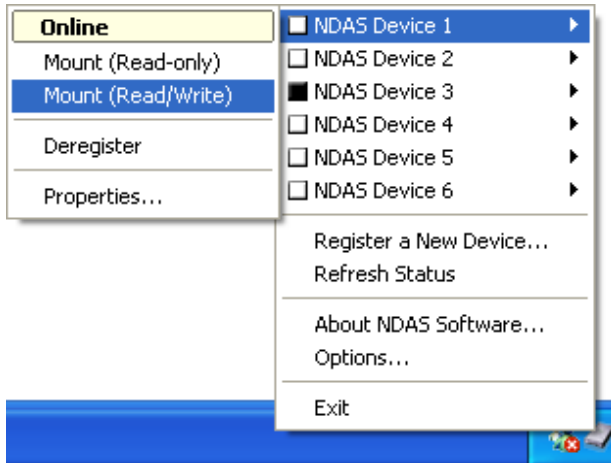 Online
Mount (Read-only)
Mount (Read/Write)
Deregister
Properties...
NDAS Device 1
NDAS Device 2
NDAS Device 3
NDAS Device 4
NDAS Device 5
NDAS Device 6
Register a New Device...
Refresh Status
About NDAS Software...
Options...
Exit